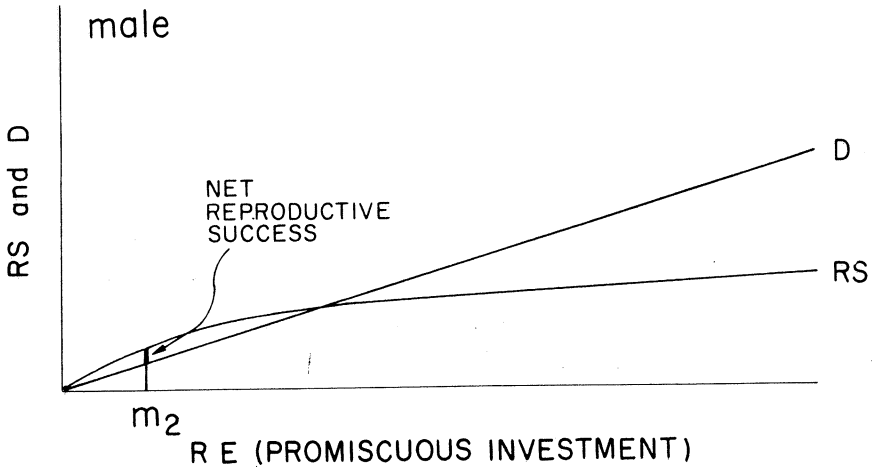 male
RS and D
NET
REPRODUCTIVE
SUCCESS
D
RS
m2
R E (PROMISCUOUS INVESTMENT)